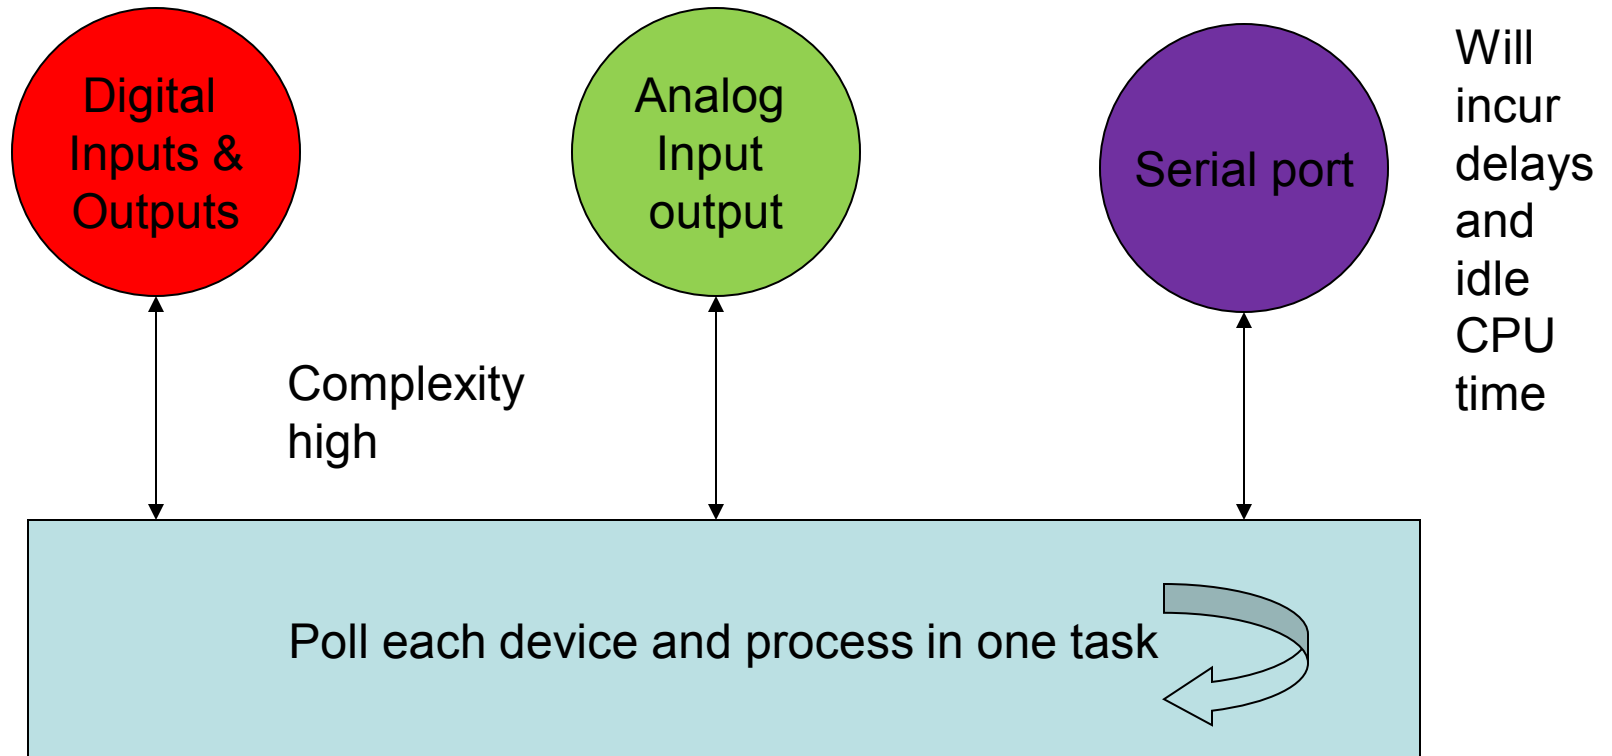 Digital
Inputs &
Outputs
Analog
Input
output
Serial port
Will
incur
delays
and
idle
CPU
time
Complexity
high
Poll each device and process in one task